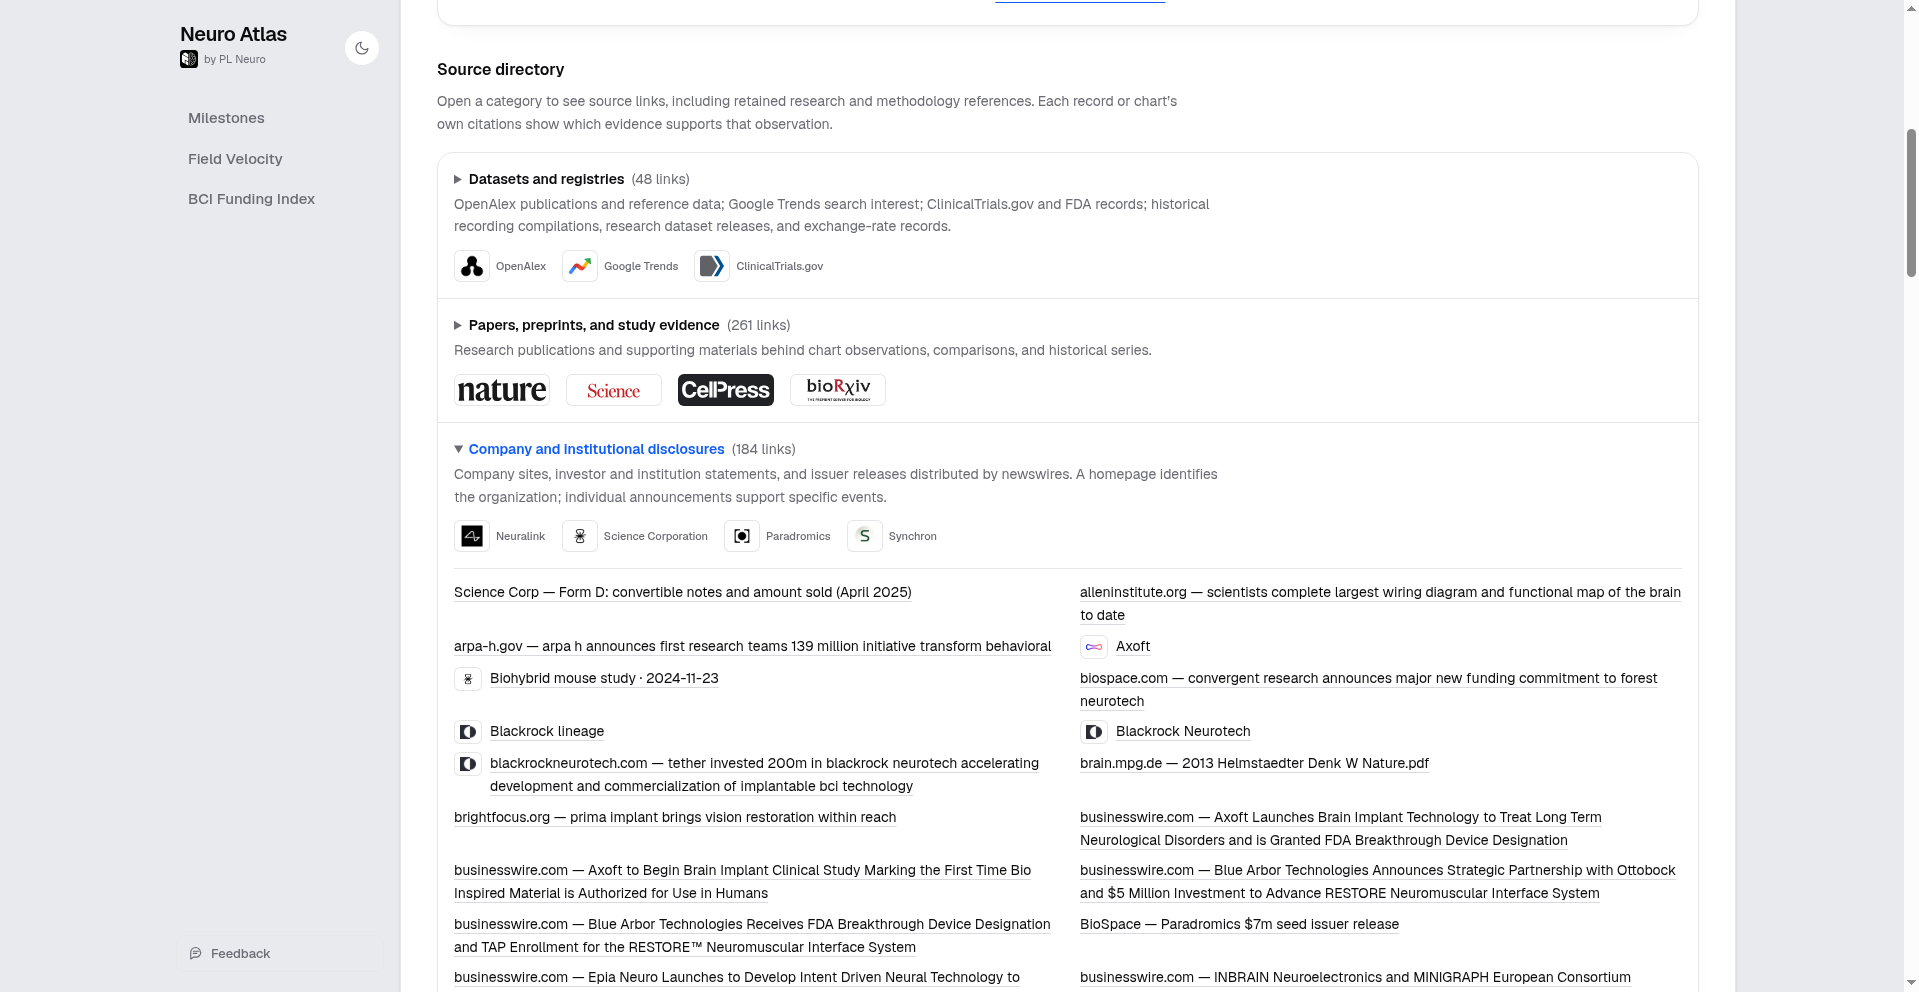 Neuro Atlas
by PL Neuro
Milestones
Field Velocity
BCI Funding Index
Feedback
Source directory
Open a category to see source links, including retained research and methodology references. Each record or chart's
own citations show which evidence supports that observation.
Datasets and registries (48 links)
OpenAlex publications and reference data; Google Trends search interest; ClinicalTrials.gov and FDA records; historical
recording compilations, research dataset releases, and exchange-rate records.
OpenAlex Google Trends ClinicalTrials.gov
Papers, preprints, and study evidence (261 links)
Research publications and supporting materials behind chart observations, comparisons, and historical series.
nature Science CellPress bioRxiv
THE PREPRINT SERVER FOR BIOLOGY
Company and institutional disclosures (184 links)
Company sites, investor and institution statements, and issuer releases distributed by newswires. A homepage identifies
the organization; individual announcements support specific events.
Neuralink Science Corporation Paradromics S Synchron
Science Corp — Form D: convertible notes and amount sold (April 2025)
alleninstitute.org — scientists complete largest wiring diagram and functional map of the brain
to date
arpa-h.gov — arpa h announces first research teams 139 million initiative transform behavioral
Axoft
Biohybrid mouse study · 2024-11-23
biospace.com — convergent research announces major new funding commitment to forest
neurotech
Blackrock lineage
Blackrock Neurotech
blackrockneurotech.com — tether invested 200m in blackrock neurotech accelerating
development and commercialization of implantable bci technology
brain.mpg.de — 2013 Helmstaedter Denk W Nature.pdf
brightfocus.org — prima implant brings vision restoration within reach
businesswire.com — Axoft Launches Brain Implant Technology to Treat Long Term
Neurological Disorders and is Granted FDA Breakthrough Device Designation
businesswire.com — Axoft to Begin Brain Implant Clinical Study Marking the First Time Bio
Inspired Material is Authorized for Use in Humans
businesswire.com — Blue Arbor Technologies Announces Strategic Partnership with Ottobock
and $5 Million Investment to Advance RESTORE Neuromuscular Interface System
businesswire.com — Blue Arbor Technologies Receives FDA Breakthrough Device Designation
and TAP Enrollment for the RESTORE™ Neuromuscular Interface System
BioSpace — Paradromics $7m seed issuer release
businesswire.com — Epia Neuro Launches to Develop Intent Driven Neural Technology to
businesswire.com — INBRAIN Neuroelectronics and MINIGRAPH European Consortium